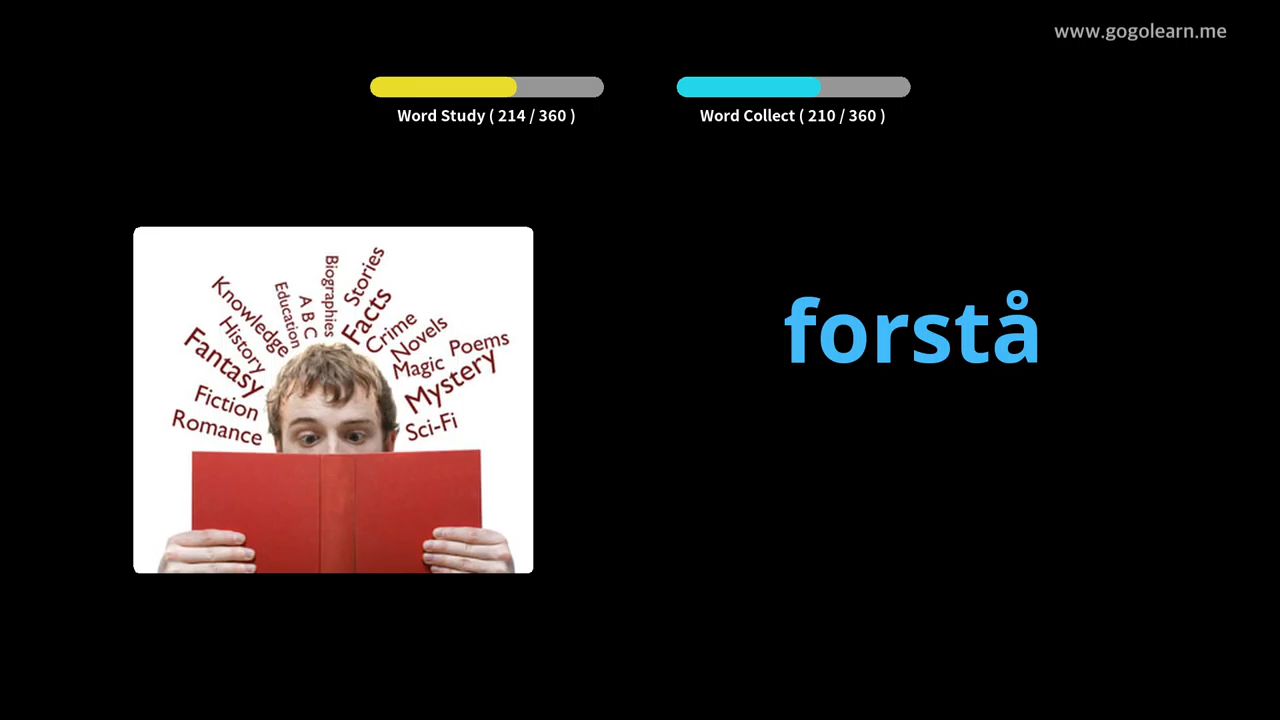 www.gogolearn.me
Word Study ( 214 / 360 )
Word Collect ( 210 / 360 )
forstå
Biographies
Stories
Education
A B C
Facts
Knowledge
Crime
History
Novels
Fantasy
Magic
Poems
Mystery
Fiction
Romance
Sci-Fi